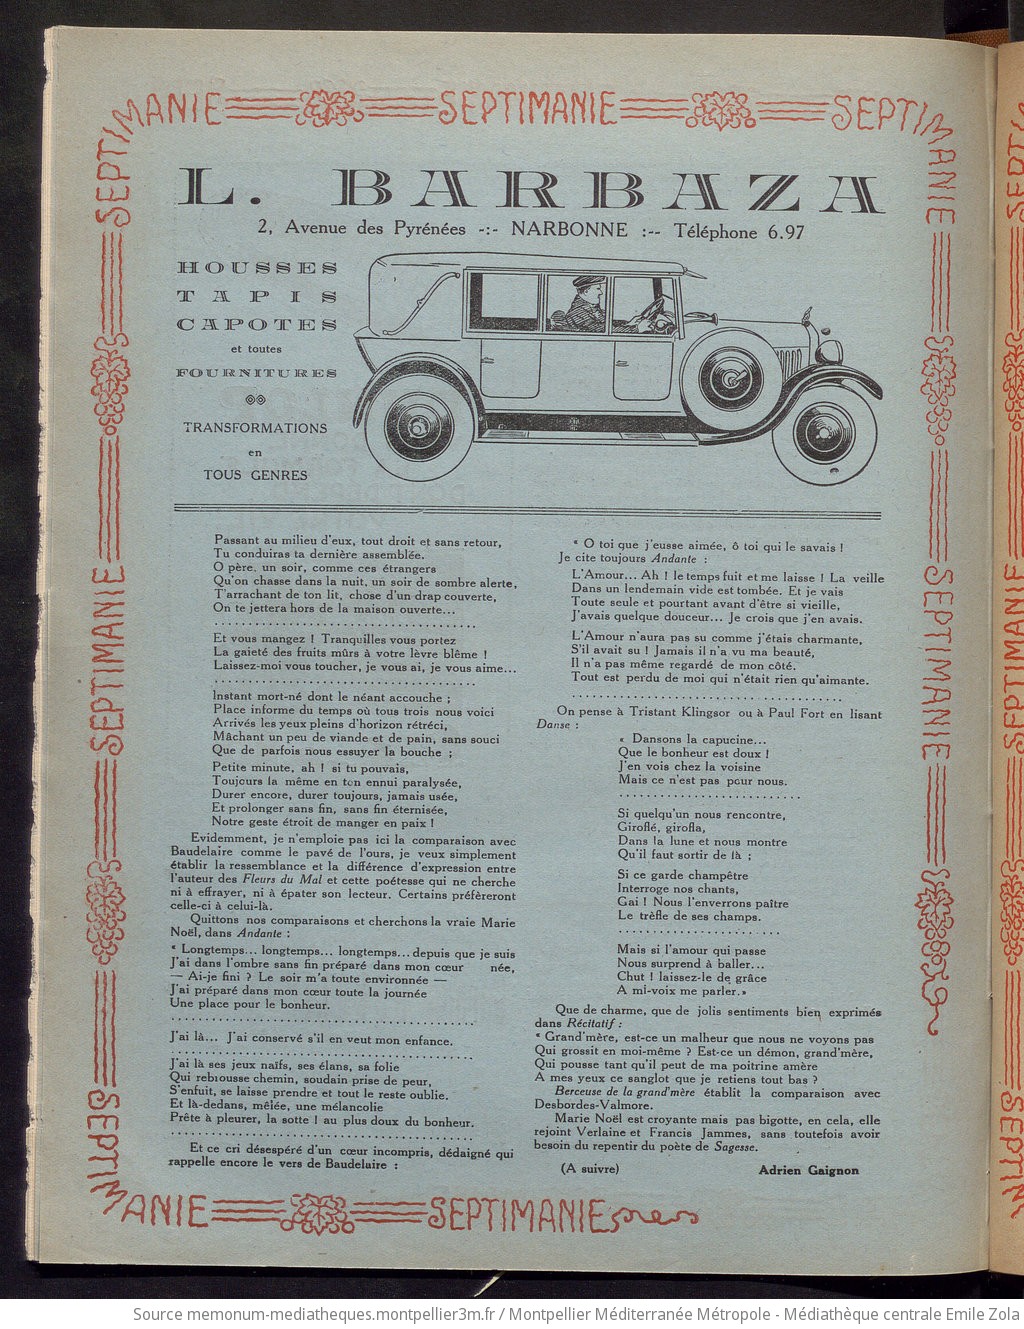 SEPTIMANIE SEPTIMANIE SEPTIMANIE
L. BARBAZA
2, Avenue des Pyrénées -:- NARBONNE :-- Téléphone 6.97
HOUSSES
TAPIS
CAPOTES
et toutes
FOURNITURES
TRANSFORMATIONS
en
TOUS GENRES
Passant au milieu d'eux, tout droit et sans retour,
Tu conduiras ta dernière assemblée.
O père, un soir, comme ces étrangers
Qu'on chasse dans la nuit, un soir de sombre alerte,
T'arrachant de ton lit, chose d'un drap couverte,
On te jettera hors de la maison ouverte...
Et vous mangez ! Tranquilles vous portez
La gaieté des fruits mûrs à votre lèvre blême !
Laissez-moi vous toucher, je vous ai, je vous aime...
Instant mort-né dont le néant accouche ;
Place informe du temps où tous trois nous voici
Arrivés les yeux pleins d'horizon rétréci,
Mâchant un peu de viande et de pain, sans souci
Que de parfois nous essuyer la bouche ;
Petite minute, ah ! si tu pouvais,
Toujours la même en ton ennui paralysée,
Durer encore, durer toujours, jamais usée,
Et prolonger sans fin, sans fin éternisée,
Notre geste étroit de manger en paix !
Evidemment, je n'emploie pas ici la comparaison avec
Baudelaire comme le pavé de l'ours, je veux simplement
établir la ressemblance et la différence d'expression entre
l'auteur des Fleurs du Mal et cette poétesse qui ne cherche
ni à effrayer, ni à épater son lecteur. Certains préfèreront
celle-ci à celui-là.
Quittons nos comparaisons et cherchons la vraie Marie
Noël, dans Andante :
« Longtemps... longtemps... longtemps... depuis que je suis
J'ai dans l'ombre sans fin préparé dans mon cœur née,
— Ai-je fini ? Le soir m'a toute environnée —
J'ai préparé dans mon cœur toute la journée
Une place pour le bonheur.
J'ai là... J'ai conservé s'il en veut mon enfance.
J'ai là ses jeux naïfs, ses élans, sa folie
Qui rebrousse chemin, soudain prise de peur,
S'enfuit, se laisse prendre et tout le reste oublie.
Et là-dedans, mêlée, une mélancolie
Prête à pleurer, la sotte ! au plus doux du bonheur.
Et ce cri désespéré d'un cœur incompris, dédaigné qui
rappelle encore le vers de Baudelaire :
« O toi que j'eusse aimée, ô toi qui le savais !
Je cite toujours Andante :
L'Amour... Ah ! le temps fuit et me laisse ! La veille
Dans un lendemain vide est tombée. Et je vais
Toute seule et pourtant avant d'être si vieille,
J'avais quelque douceur... Je crois que j'en avais.
L'Amour n'aura pas su comme j'étais charmante,
S'il avait su ! Jamais il n'a vu ma beauté,
Il n'a pas même regardé de mon côté.
Tout est perdu de moi qui n'était rien qu'aimante.
On pense à Tristant Klingsor ou à Paul Fort en lisant
Danse :
« Dansons la capucine...
Que le bonheur est doux !
J'en vois chez la voisine
Mais ce n'est pas pour nous.
Si quelqu'un nous rencontre,
Giroflé, girofla,
Dans la lune et nous montre
Qu'il faut sortir de là ;
Si ce garde champêtre
Interroge nos chants,
Gai ! Nous l'enverrons paître
Le trèfle de ses champs.
Mais si l'amour qui passe
Nous surprend à baller...
Chut ! laissez-le de grâce
A mi-voix me parler.»
Que de charme, que de jolis sentiments bien exprimés
dans Récitatif :
« Grand'mère, est-ce un malheur que nous ne voyons pas
Qui grossit en moi-même ? Est-ce un démon, grand'mère,
Qui pousse tant qu'il peut de ma poitrine amère
A mes yeux ce sanglot que je retiens tout bas ?
Berceuse de la grand'mère établit la comparaison avec
Desbordes-Valmore.
Marie Noël est croyante mais pas bigotte, en cela, elle
rejoint Verlaine et Francis Jammes, sans toutefois avoir
besoin du repentir du poète de Sagesse.
(A suivre) Adrien Gaignon
SEPTIMANIE
SEPTIMANIE
SEPTIMANIE SEPTIMANIE
Source memonum-mediatheques.montpellier3m.fr / Montpellier Méditerranée Métropole - Médiathèque centrale Emile Zola